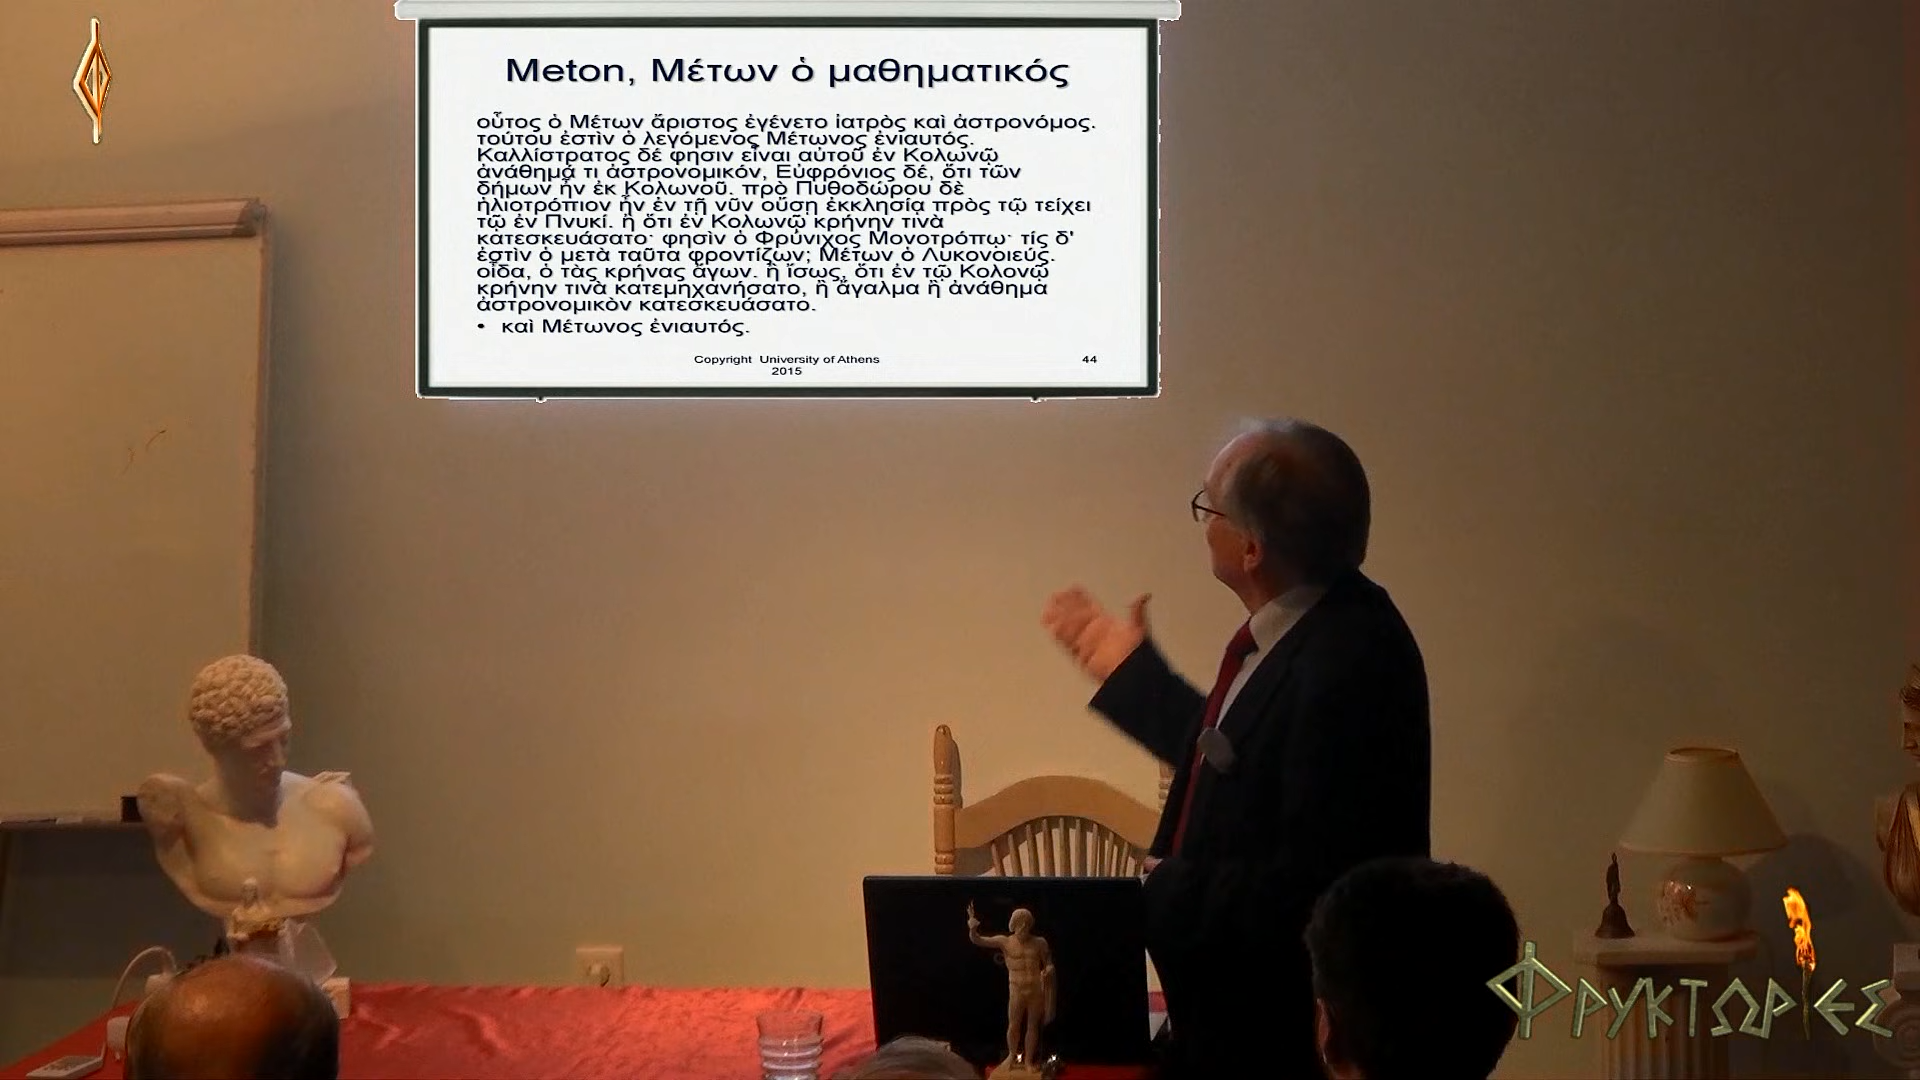 Meton, Μέτων ὁ μαθηματικός
οὗτος ὁ Μέτων ἄριστος ἐγένετο ἰατρὸς καὶ ἀστρονόμος.
τούτου ἐστὶν ὁ λεγόμενος Μέτωνος ἐνιαυτός.
Καλλίστρατος δέ φησιν εἶναι αὐτοῦ ἐν Κολωνῷ
ἀνάθημά τι ἀστρονομικόν, Εὐφρόνιος δέ, ὅτι τῶν
δήμων ἦν ἐκ Κολωνοῦ. πρὸ Πυθοδώρου δὲ
ἡλιοτρόπιον ἦν ἐν τῇ νῦν οὔσῃ ἐκκλησίᾳ πρὸς τῷ τείχει
τῷ ἐν Πνυκί. ἢ ὅτι ἐν Κολωνῷ κρήνην τινὰ
κατεσκευάσατο· φησὶν ὁ Φρύνιχος Μονοτρόπῳ· τίς δ'
ἐστὶν ὁ μετὰ ταῦτα φροντίζων; Μέτων ὁ Λυκονοιεύς.
οἶδα, ὁ τὰς κρήνας ἄγων. ἢ ἴσως, ὅτι ἐν τῷ Κολονῷ
κρήνην τινὰ κατεμηχανήσατο, ἢ ἄγαλμα ἢ ἀνάθημα
ἀστρονομικὸν κατεσκευάσατο.
• καὶ Μέτωνος ἐνιαυτός.
Copyright University of Athens
2015
44
ΦΡΥΚΤΩΡΙΕΣ